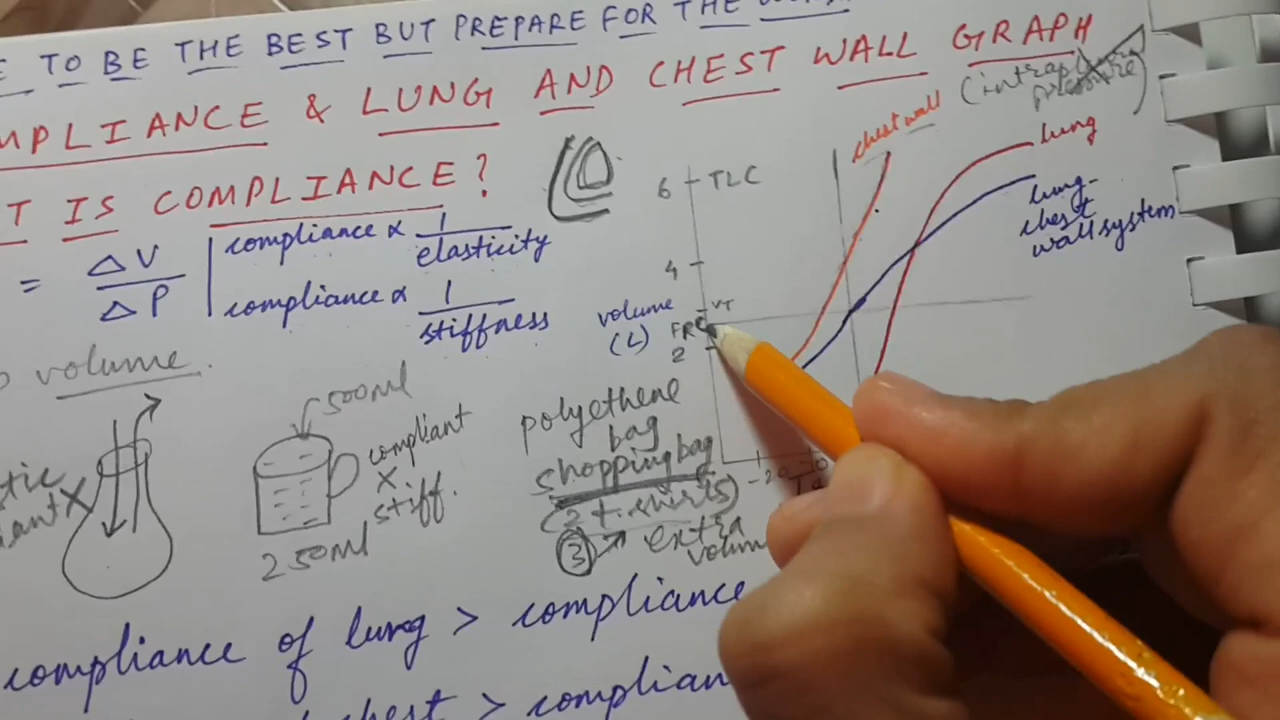 TO BE THE BEST BUT PREPARE FOR THE
MPLIANCE & LUNG AND CHEST WALL GRAPH
T IS COMPLIANCE?
= ΔV / ΔP
compliance ∝ 1 / elasticity
compliance ∝ 1 / stiffness
volume
500ml
compliant
X
stiff.
250ml
polyethene
bag
shopping bag
(2 t-shirts)
3 → extra
volume
chest wall
pressure)
lung
lung-
chest
wall system
6 TLC
4
volume
(L)
VT
FRC
2
-20
compliance of lung > compliance
chest > complian